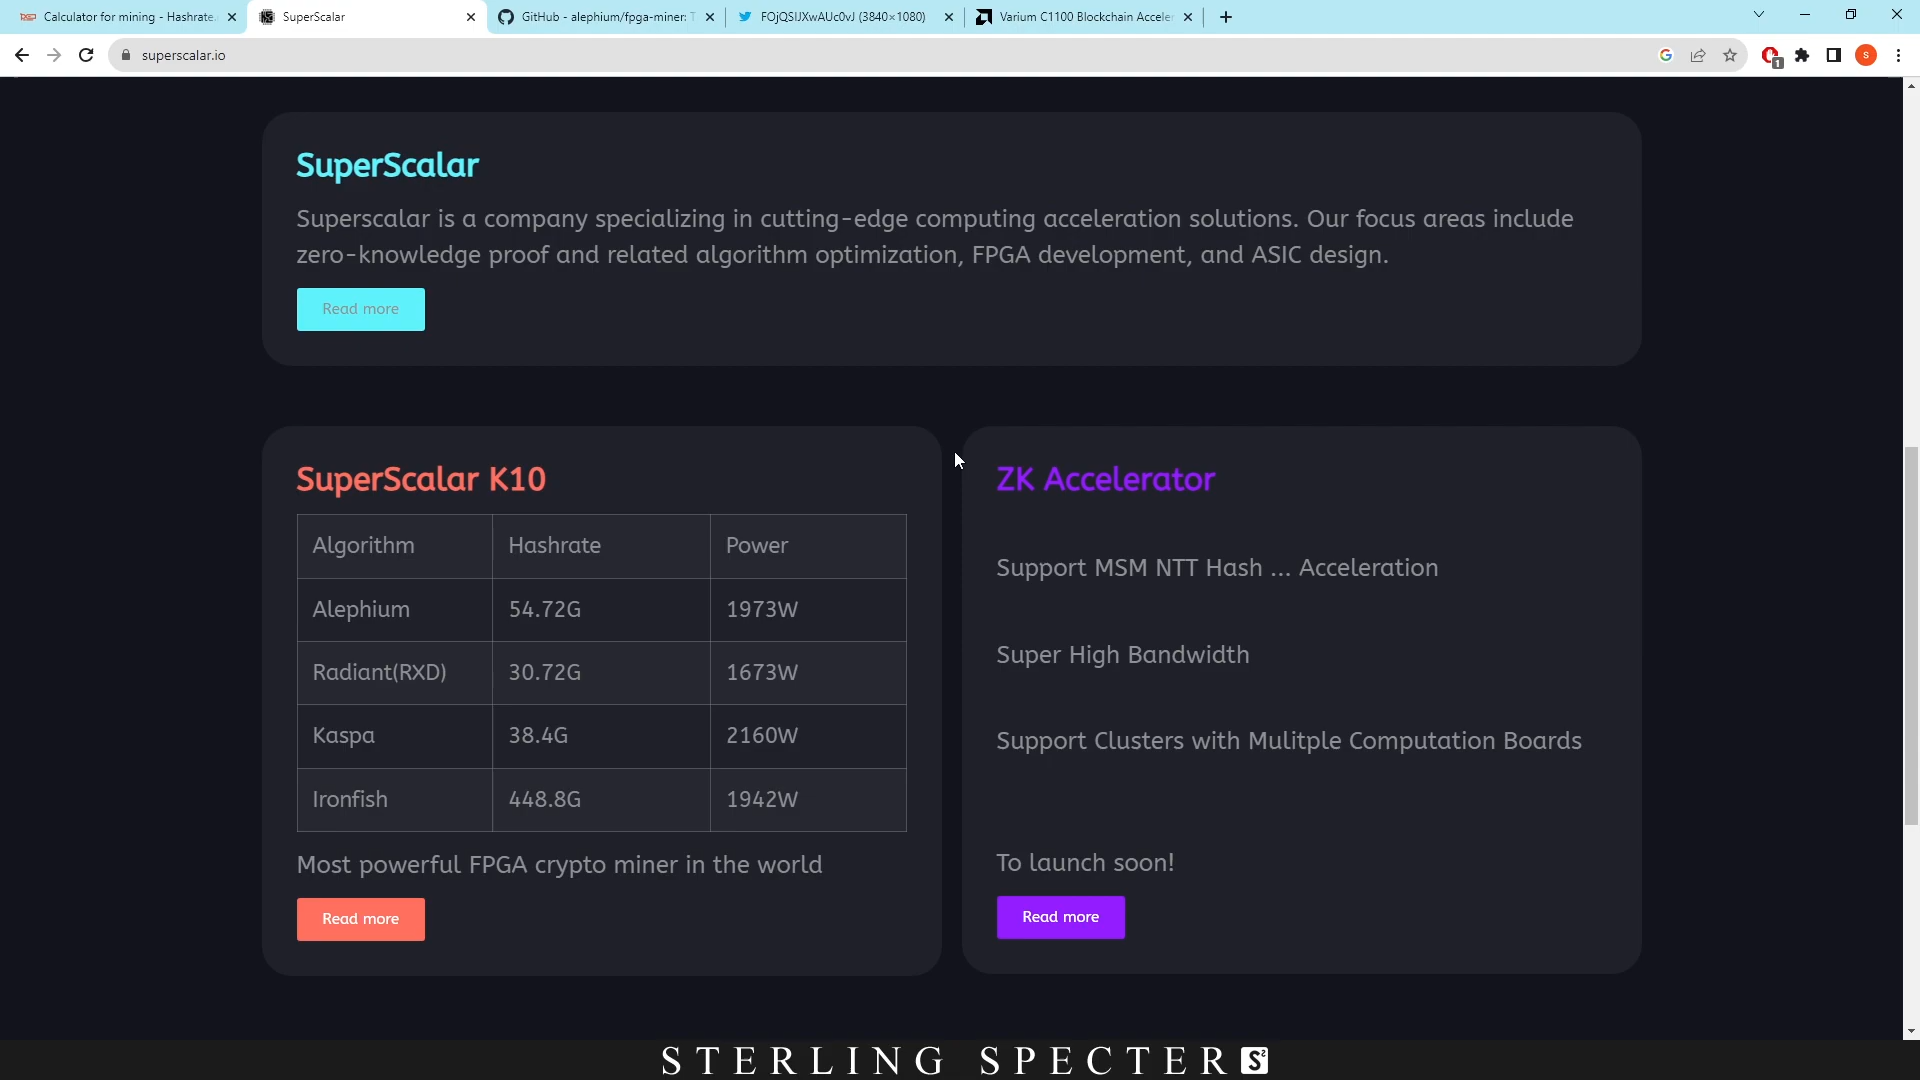 Calculator for mining - Hashrate.
SuperScalar
GitHub - alephium/fpga-miner: T
FOjQSIJXwAUc0vJ (3840×1080)
Varium C1100 Blockchain Acceler
superscalar.io
1
S
SuperScalar
Superscalar is a company specializing in cutting-edge computing acceleration solutions. Our focus areas include
zero-knowledge proof and related algorithm optimization, FPGA development, and ASIC design.
Read more
SuperScalar K10
Algorithm Hashrate Power
Alephium 54.72G 1973W
Radiant(RXD) 30.72G 1673W
Kaspa 38.4G 2160W
Ironfish 448.8G 1942W
Most powerful FPGA crypto miner in the world
Read more
ZK Accelerator
Support MSM NTT Hash ... Acceleration
Super High Bandwidth
Support Clusters with Mulitple Computation Boards
To launch soon!
Read more
STERLING SPECTER S²